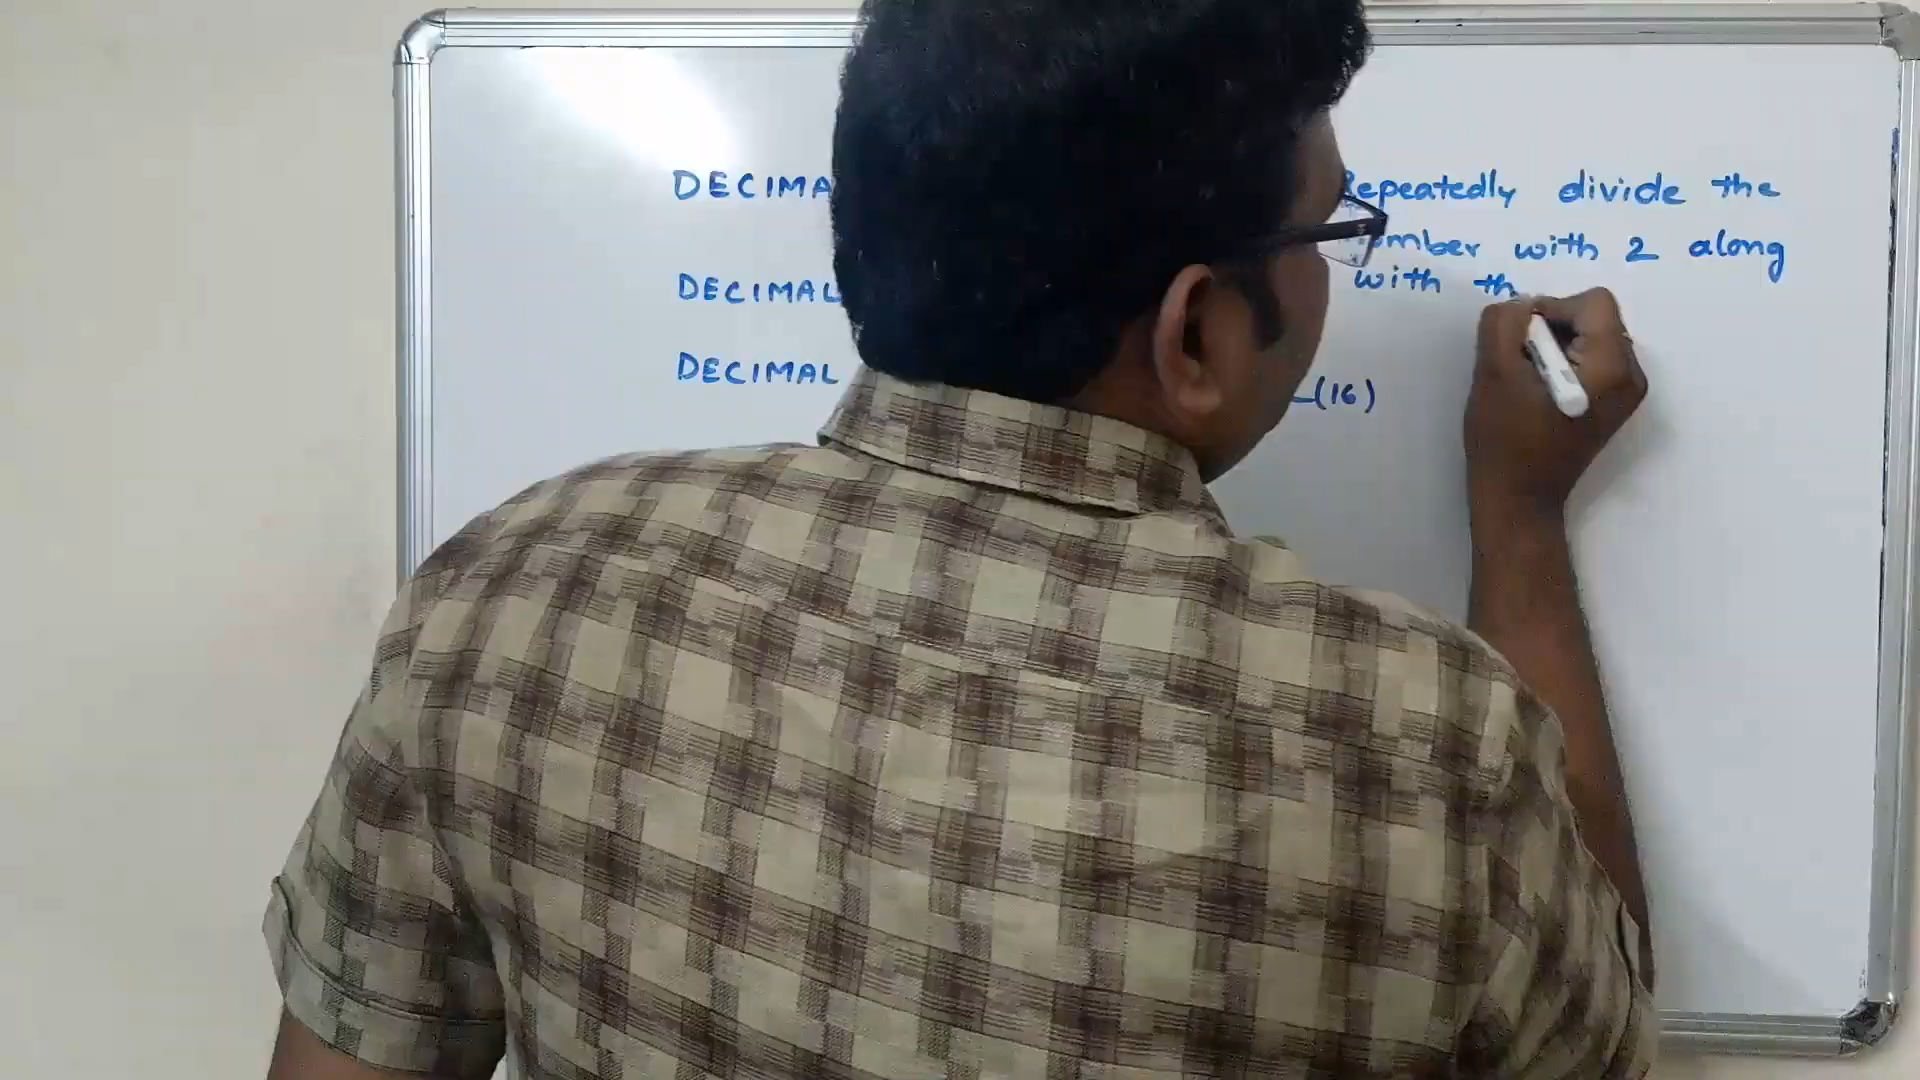 DECIMA
Repeatedly divide the
number with 2 along
with th
DECIMAL
DECIMAL
(16)